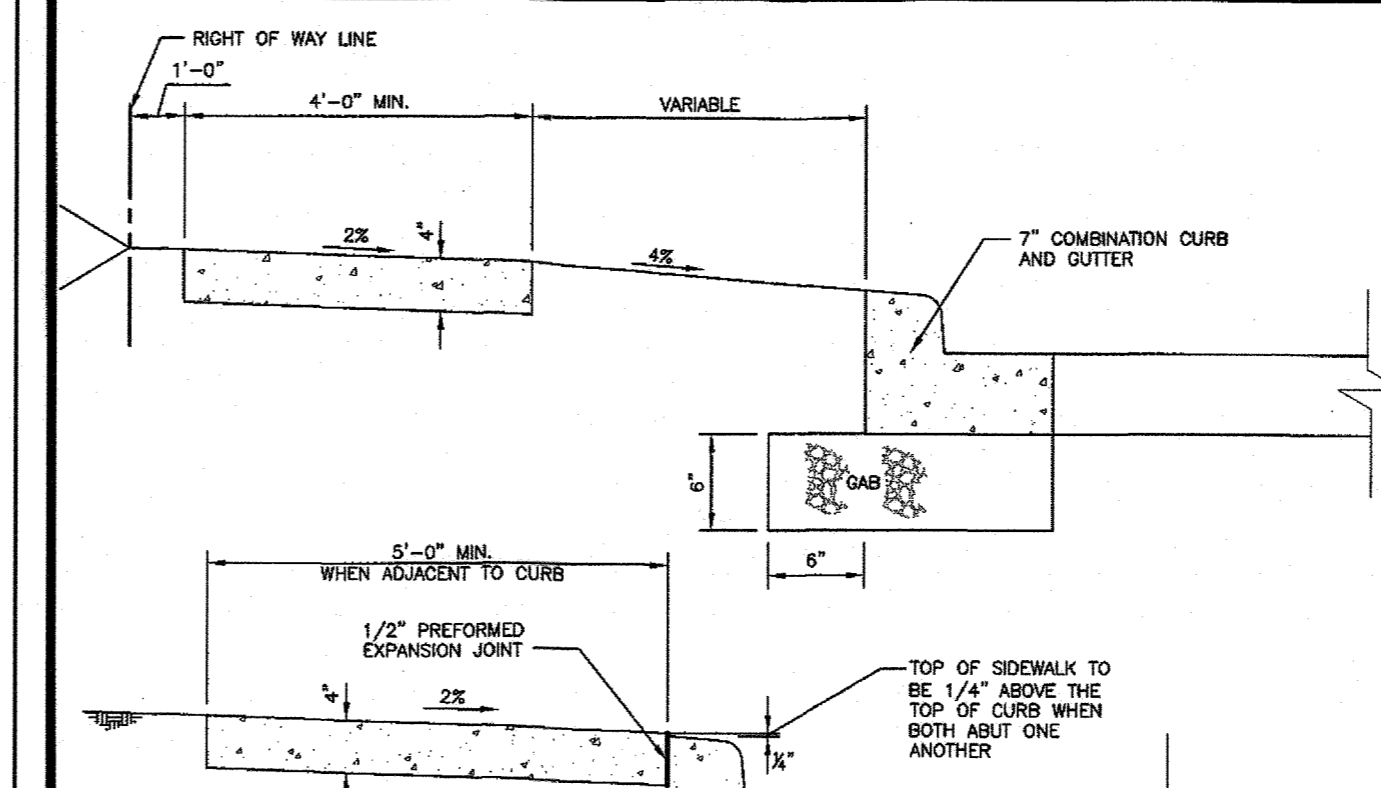 RIGHT OF WAY LINE
1'-0"
4'-0" MIN.
VARIABLE
2%
4"
4%
7" COMBINATION CURB
AND GUTTER
6"
GAB
6"
5'-0" MIN.
WHEN ADJACENT TO CURB
1/2" PREFORMED
EXPANSION JOINT
4"
2%
TOP OF SIDEWALK TO
BE 1/4" ABOVE THE
TOP OF CURB WHEN
BOTH ABUT ONE
ANOTHER
1/4"